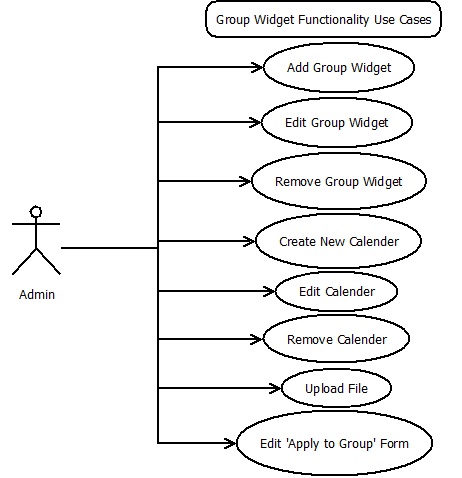 Group Widget Functionality Use Cases
Add Group Widget
Edit Group Widget
Remove Group Widget
Create New Calender
Admin
Edit Calender
Remove Calender
Upload File
Edit 'Apply to Group' Form